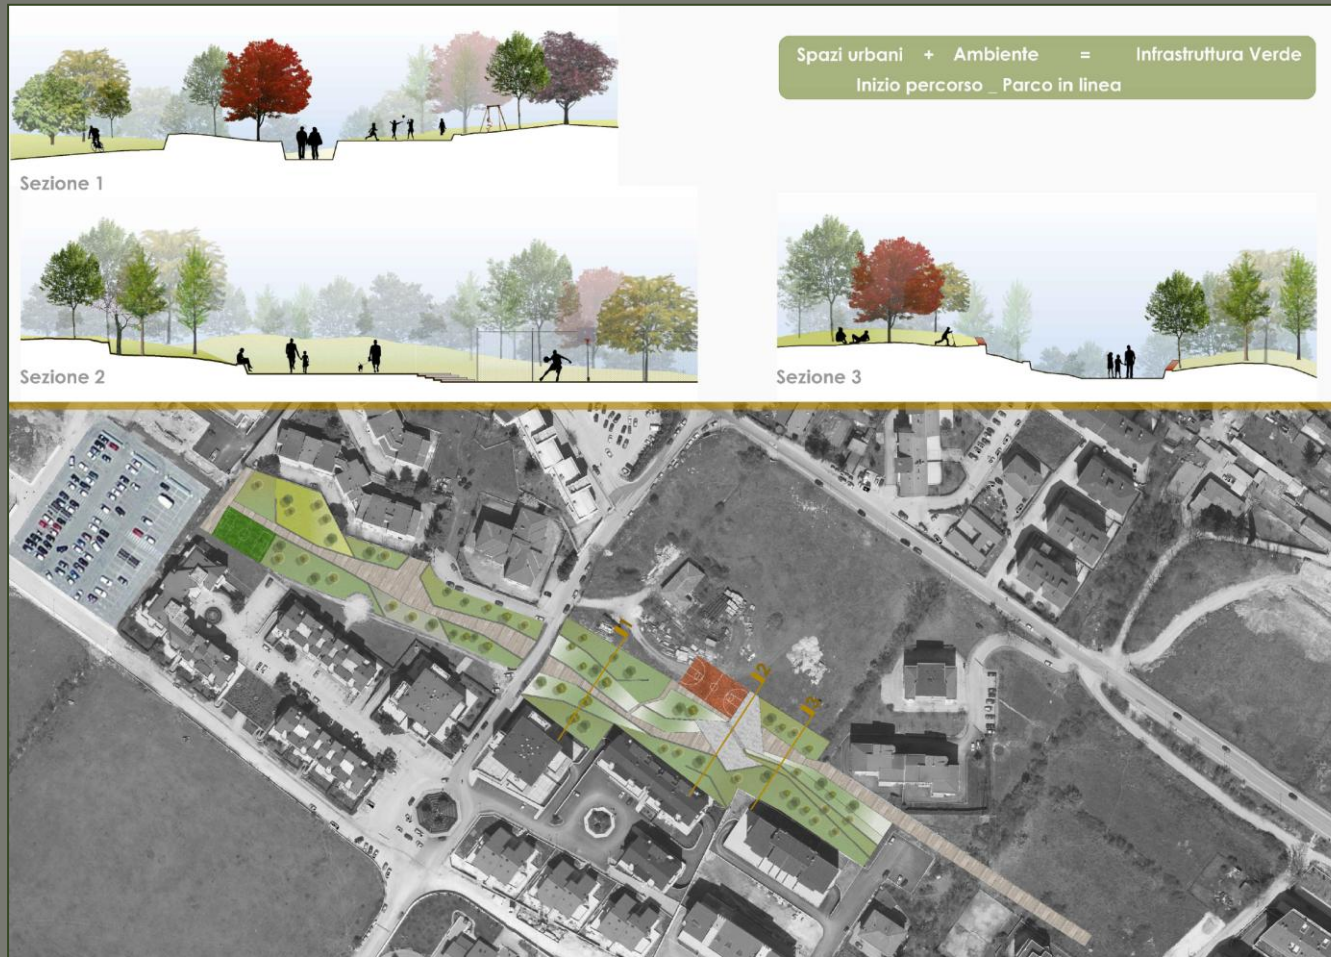 Spazi urbani + Ambiente = Infrastruttura Verde
Inizio percorso _ Parco in linea
Sezione 1
Sezione 2
Sezione 3